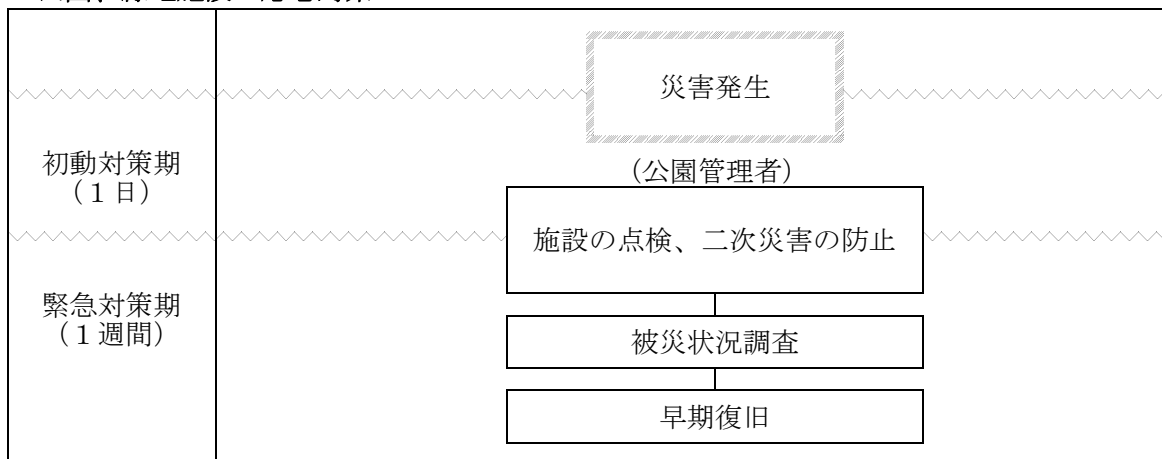 災害発生
初動対策期
（１日）
（公園管理者）
施設の点検、二次災害の防止
緊急対策期
（１週間）
被災状況調査
早期復旧